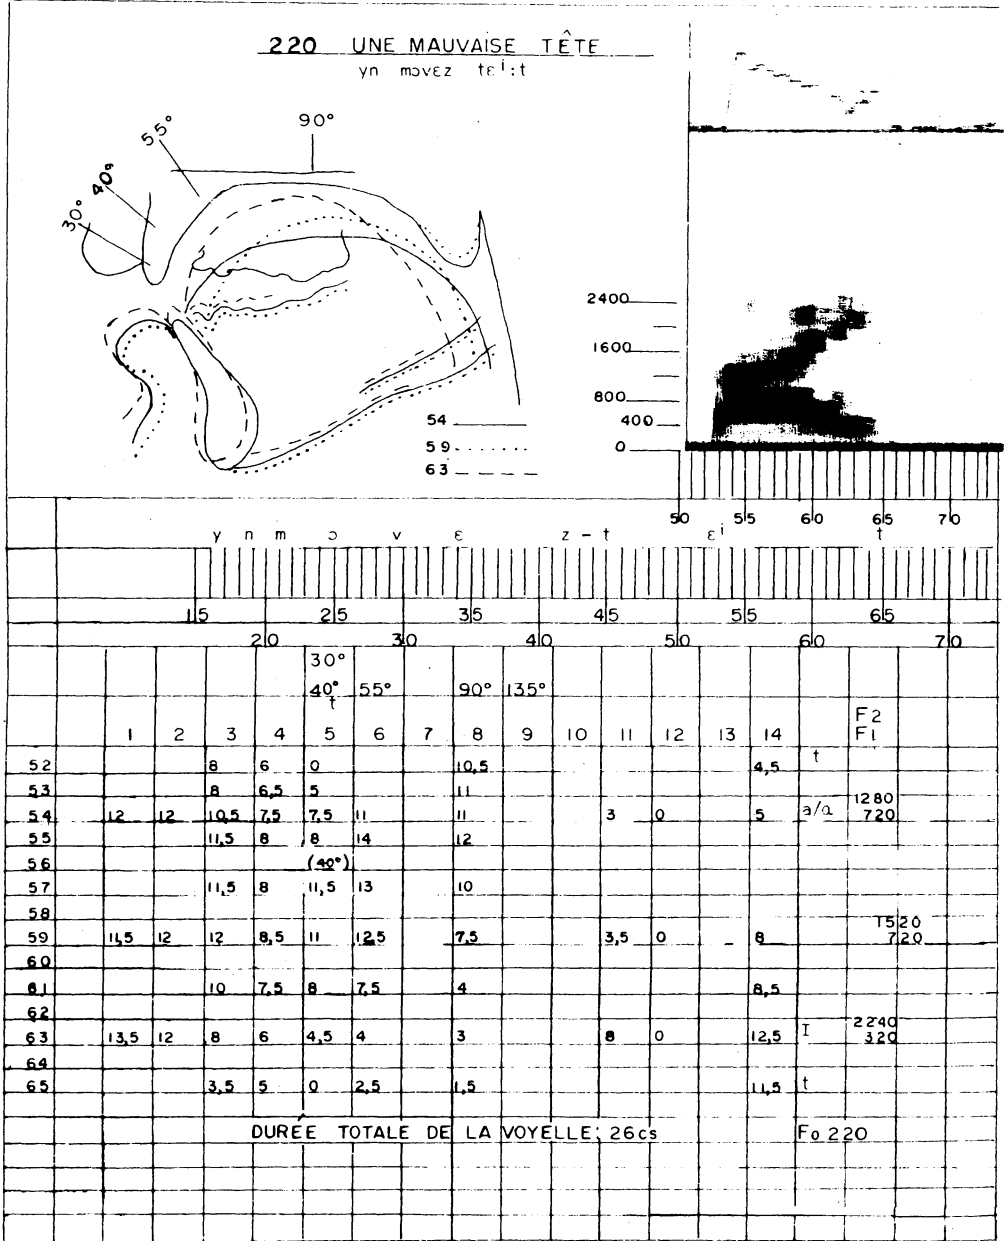 220 UNE MAUVAISE TÊTE
yn mɔvɛz tɛi:t
55°
90°
40°
30°
2400
1600
800
400
0
54
59
63
50 55 60 65 70
y n m ɔ v ɛ z – t ɛi t
15 25 35 45 55 65
20 30 40 50 60 70
30°
40° 55° 90° 135°
t
F2
1 2 3 4 5 6 7 8 9 10 11 12 13 14 F1
52 8 6 0 10,5 4,5 t
53 8 6,5 5 11
1280
54 12 12 10,5 7,5 7,5 11 11 3 0 5 a/ɑ 720
55 11,5 8 8 14 12
56 (40°)
57 11,5 8 11,5 13 10
58
1520
59 11,5 12 12 8,5 11 12,5 7,5 3,5 0 – 8 720
60
61 10 7,5 8 7,5 4 8,5
62
2240
63 13,5 12 8 6 4,5 4 3 8 0 12,5 I 320
64
65 3,5 5 0 2,5 1,5 11,5 t
DURÉE TOTALE DE LA VOYELLE: 26cs Fo 220